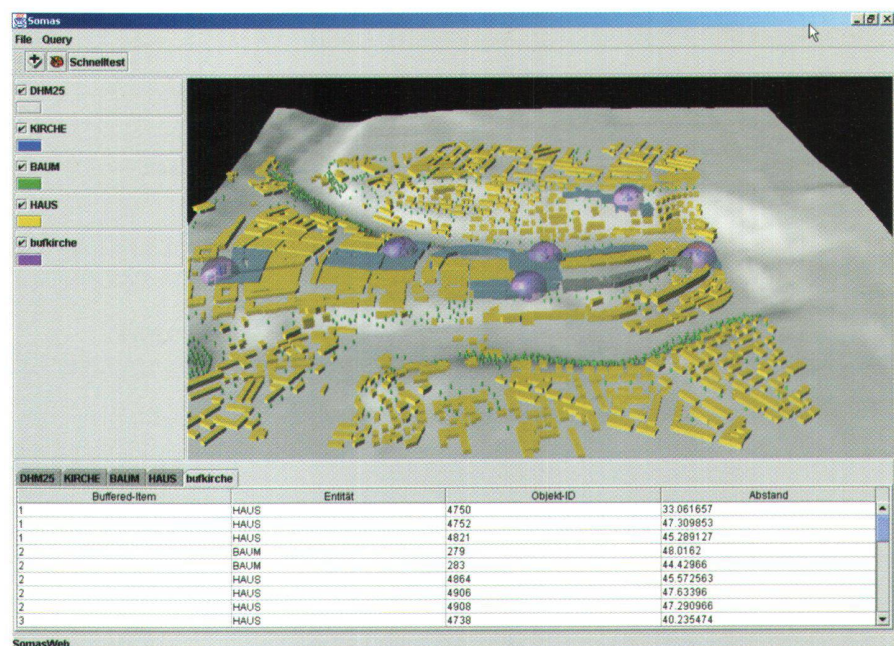 Somas
File Query
Schnelltest
DHM25
KIRCHE
BAUM
HAUS
bufkirche
DHM25 KIRCHE BAUM HAUS bufkirche
Buffered-Item Entität Objekt-ID Abstand
1 HAUS 4750 33.061657
1 HAUS 4752 47.309853
1 HAUS 4821 45.289127
2 BAUM 279 48.0162
2 BAUM 283 44.42966
2 HAUS 4864 45.572563
2 HAUS 4906 47.63396
2 HAUS 4908 47.290966
3 HAUS 4738 40.235474
SomasWeb